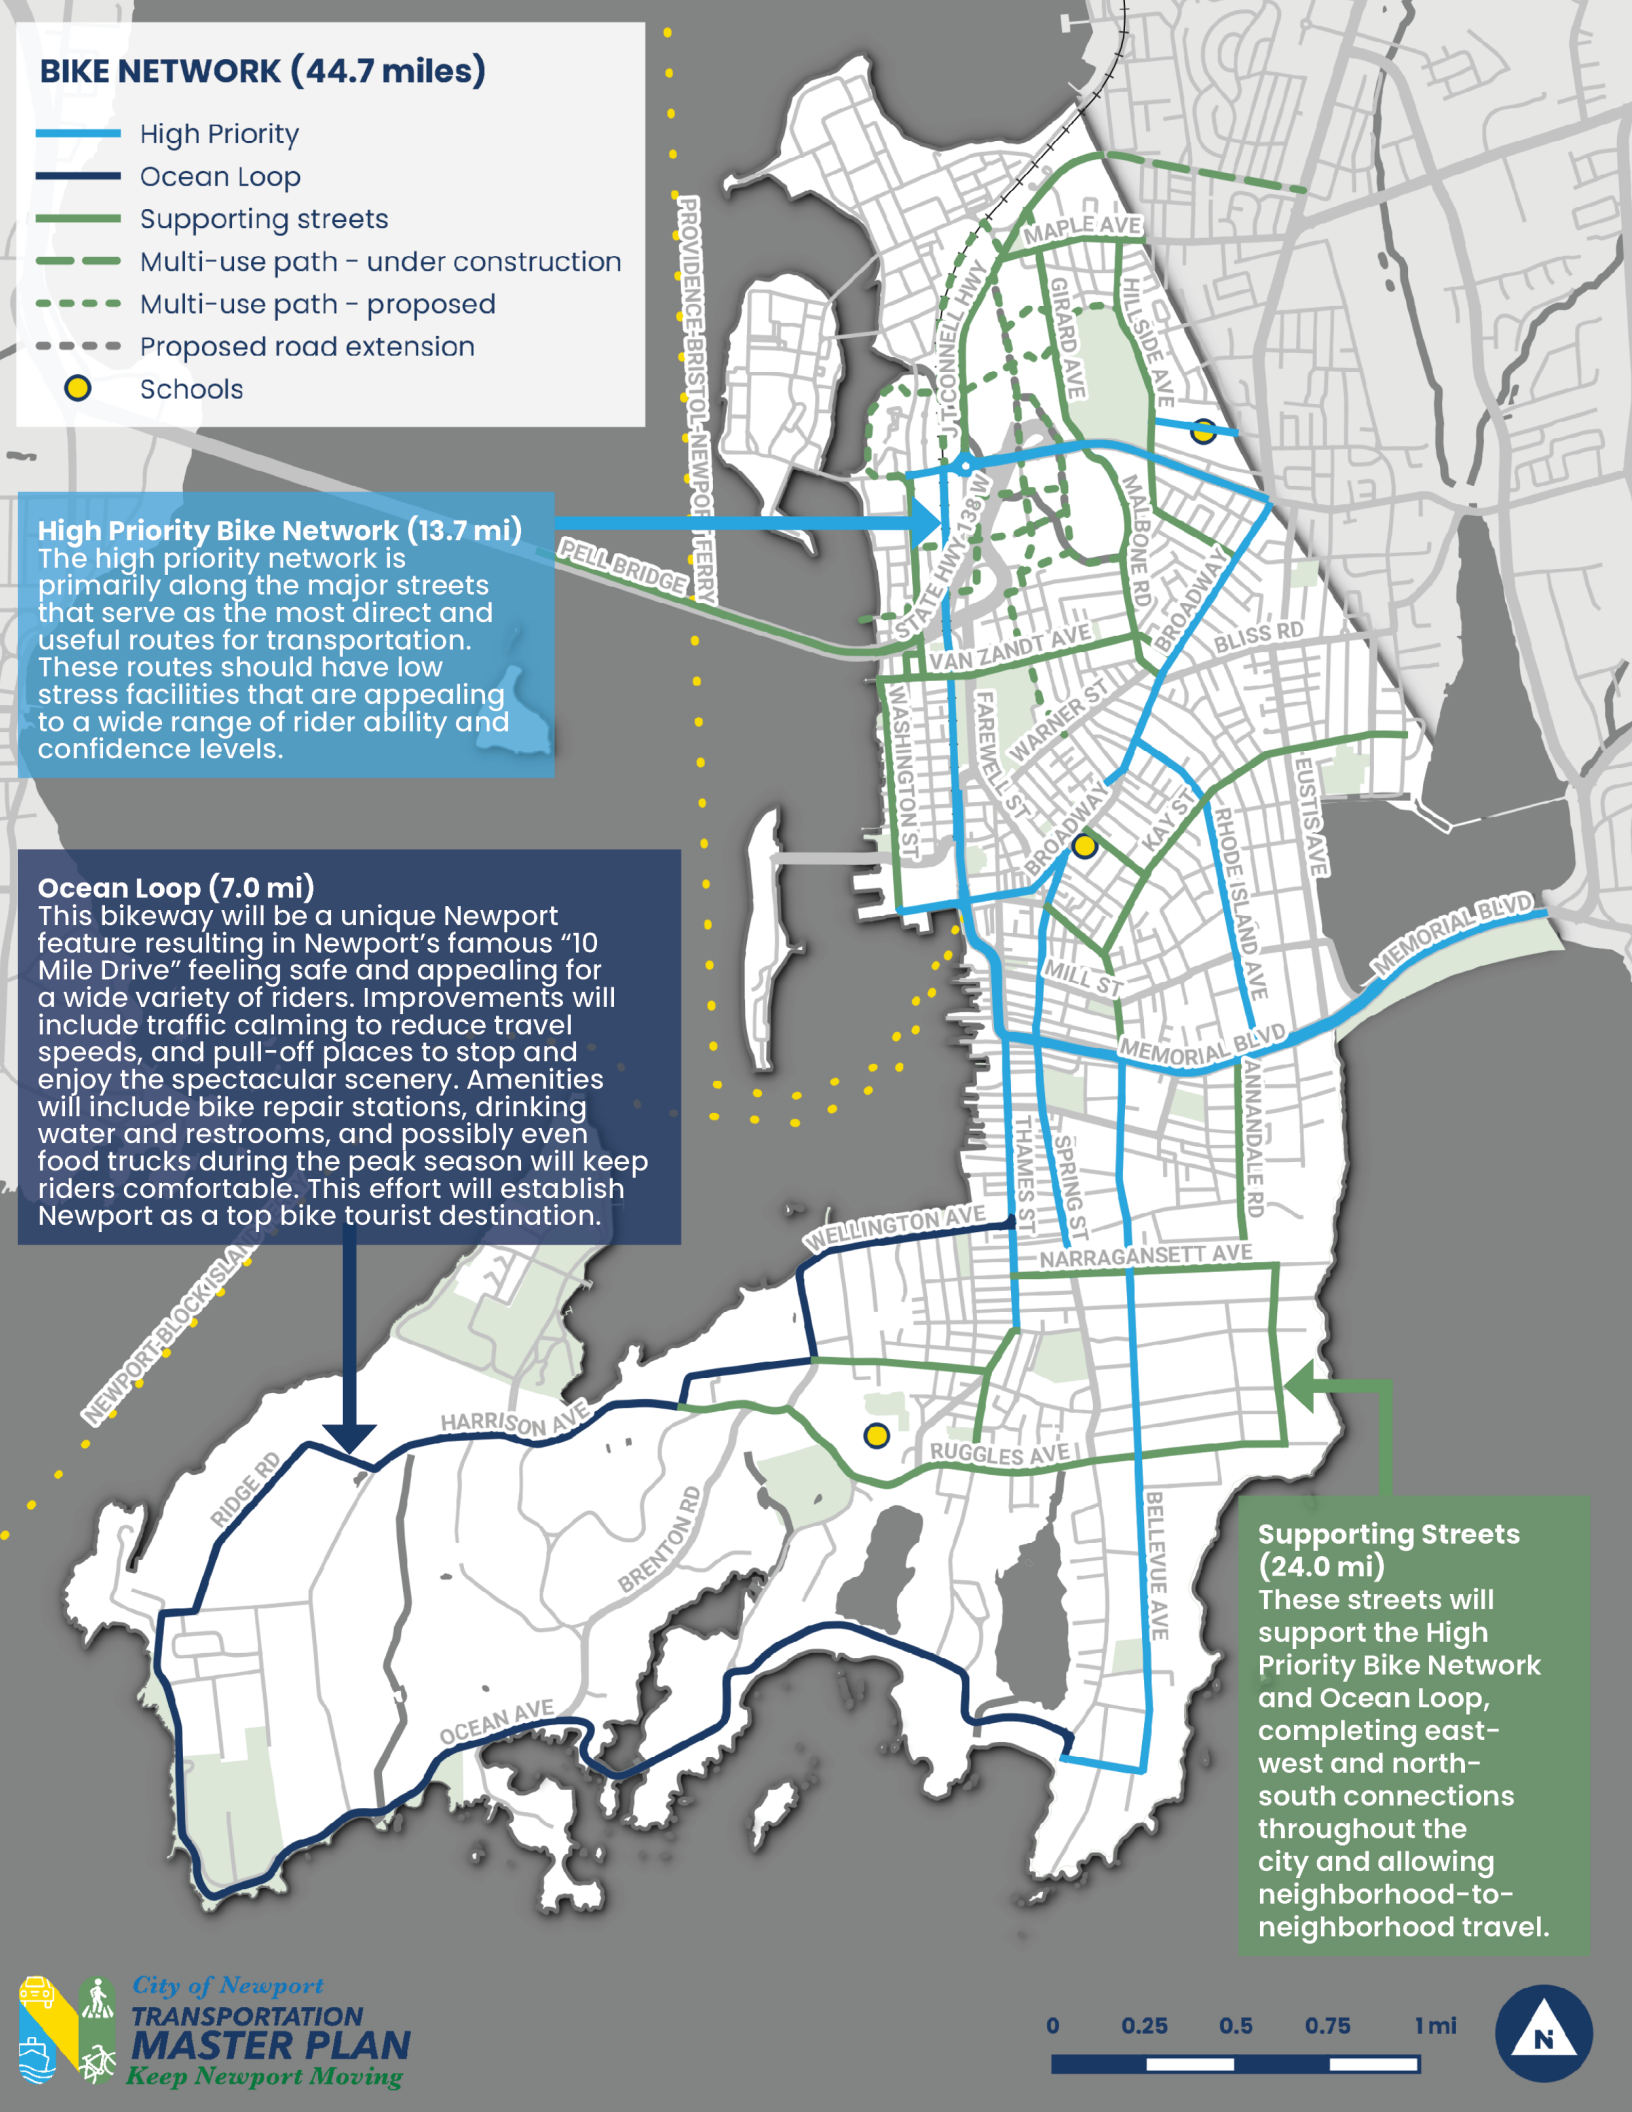 BIKE NETWORK (44.7 miles)
High Priority
Ocean Loop
Supporting streets
Multi-use path - under construction
Multi-use path - proposed
Proposed road extension
Schools
High Priority Bike Network (13.7 mi)
The high priority network is
primarily along the major streets
that serve as the most direct and
useful routes for transportation.
These routes should have low
stress facilities that are appealing
to a wide range of rider ability and
confidence levels.
Ocean Loop (7.0 mi)
This bikeway will be a unique Newport
feature resulting in Newport's famous “10
Mile Drive” feeling safe and appealing for
a wide variety of riders. Improvements will
include traffic calming to reduce travel
speeds, and pull-off places to stop and
enjoy the spectacular scenery. Amenities
will include bike repair stations, drinking
water and restrooms, and possibly even
food trucks during the peak season will keep
riders comfortable. This effort will establish
Newport as a top bike tourist destination.
PROVIDENCE-BRISTOL-NEWPORT FERRY
MAPLE AVE
J T CONNELL HWY
GIRARD AVE
HILLSIDE AVE
PELL BRIDGE
STATE HWY 138 W
MALBONE RD
BROADWAY
BLISS RD
VAN ZANDT AVE
WASHINGTON ST
FAREWELL ST
WARNER ST
BROADWAY
KAY ST
EUSTIS AVE
RHODE ISLAND AVE
MEMORIAL BLVD
MILL ST
MEMORIAL BLVD
THAMES ST
SPRING ST
ANNANDALE RD
WELLINGTON AVE
NARRAGANSETT AVE
NEWPORT-BLOCK ISLAND
HARRISON AVE
RIDGE RD
RUGGLES AVE
BRENTON RD
BELLEVUE AVE
OCEAN AVE
Supporting Streets
(24.0 mi)
These streets will
support the High
Priority Bike Network
and Ocean Loop,
completing east-
west and north-
south connections
throughout the
city and allowing
neighborhood-to-
neighborhood travel.
City of Newport
TRANSPORTATION
MASTER PLAN
Keep Newport Moving
0 0.25 0.5 0.75 1 mi
N